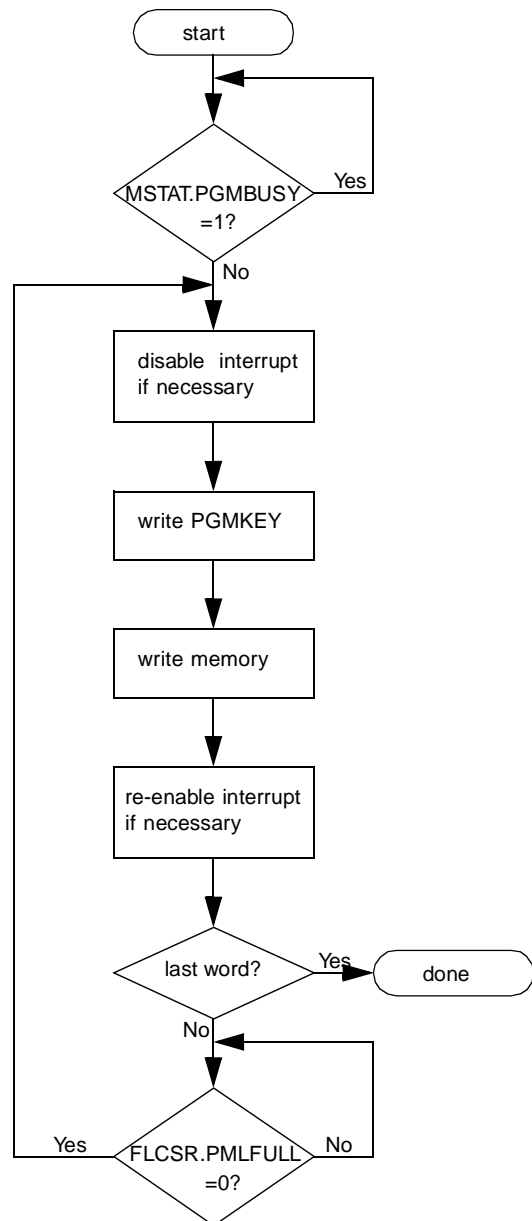 start
MSTAT.PGMBUSY
=1?
Yes
No
disable interrupt
if necessary
write PGMKEY
write memory
re-enable interrupt
if necessary
last word?
Yes
done
No
Yes
FLCSR.PMLFULL
=0?
No